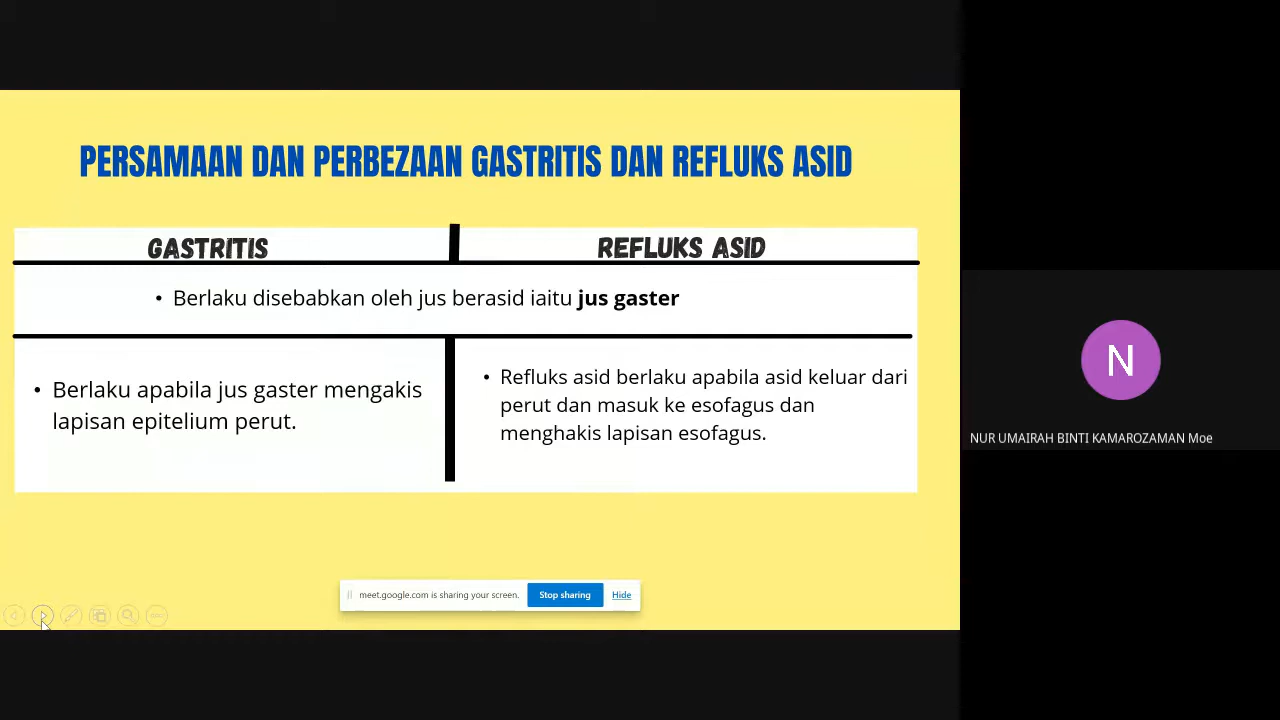 PERSAMAAN DAN PERBEZAAN GASTRITIS DAN REFLUKS ASID
GASTRITIS
REFLUKS ASID
• Berlaku disebabkan oleh jus berasid iaitu jus gaster
• Berlaku apabila jus gaster mengakis
lapisan epitelium perut.
• Refluks asid berlaku apabila asid keluar dari
perut dan masuk ke esofagus dan
menghakis lapisan esofagus.
N
NUR UMAIRAH BINTI KAMAROZAMAN Moe
meet.google.com is sharing your screen.
Stop sharing
Hide